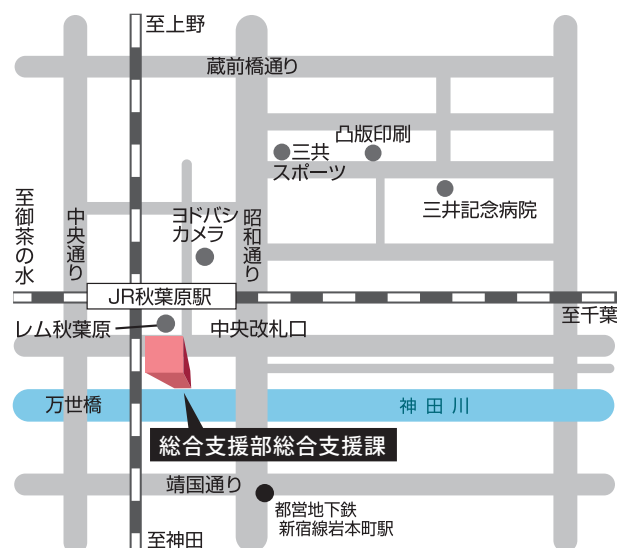 至上野
蔵前橋通り
凸版印刷
三共
スポーツ
三井記念病院
至御茶の水
中央通り
ヨドバシ
カメラ
昭和通り
JR秋葉原駅
至千葉
レム秋葉原
中央改札口
万世橋
神田川
総合支援部総合支援課
靖国通り
都営地下鉄
新宿線岩本町駅
至神田